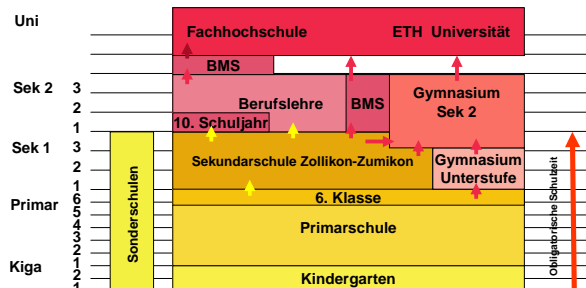 Uni
Fachhochschule
ETH Universität
BMS
Sek 2
3
2
1
Berufslehre
BMS
Gymnasium
Sek 2
10. Schuljahr
Sek 1
3
2
1
Sekundarschule Zollikon-Zumikon
Gymnasium
Unterstufe
Primar
6
5
4
3
2
1
6. Klasse
Primarschule
Kiga
2
1
Kindergarten
Sonderschulen
Obligatorische Schulzeit